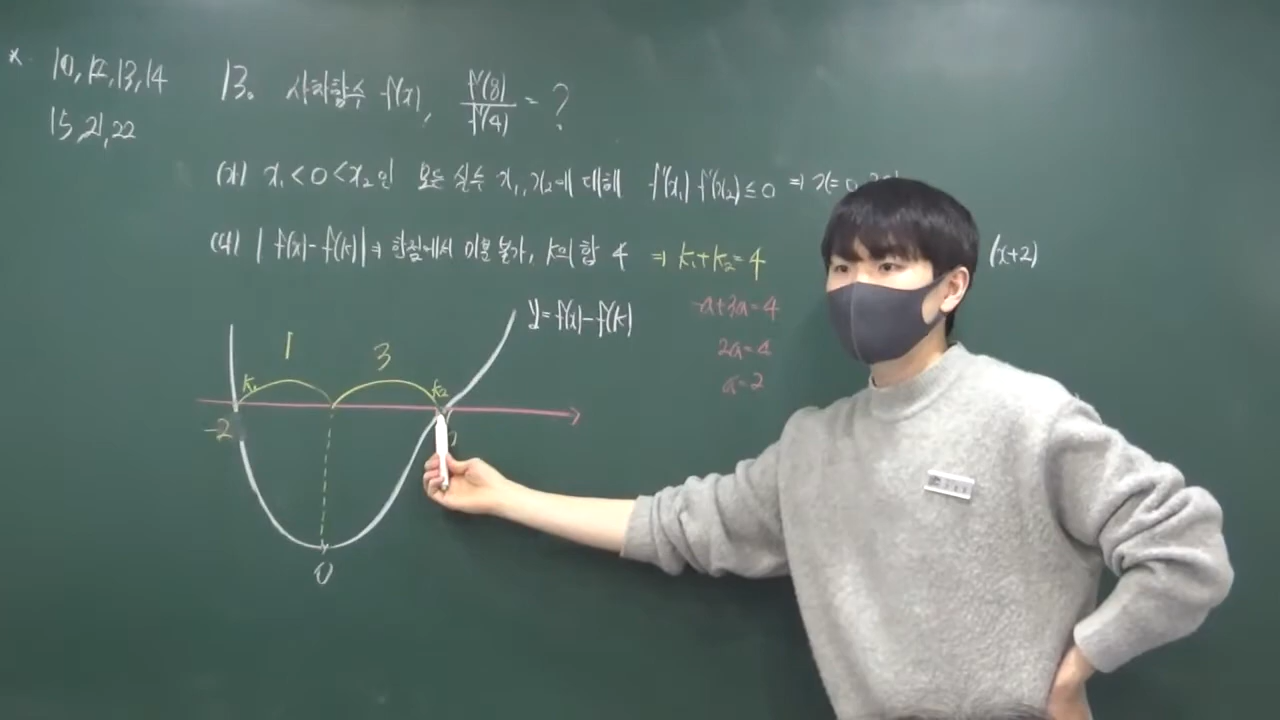 * 10, 12, 13, 14
15, 21, 22
13. 사차함수 f(x), f'(8)/f'(4) = ?
(가) x₁<0<x₂인 모든 실수 x₁, x₂에 대해 f'(x₁) f'(x₂) ≤ 0 ⇒ x=0
(나) |f(x)-f(k)| ⇒ 한점에서 미분불가, k의 합 4 ⇒ k₁+k₂=4
(x+2)
-a+3a=4
2a=4
a=2
y=f(x)-f(k)
1 3
k₁ k₂
-2
0